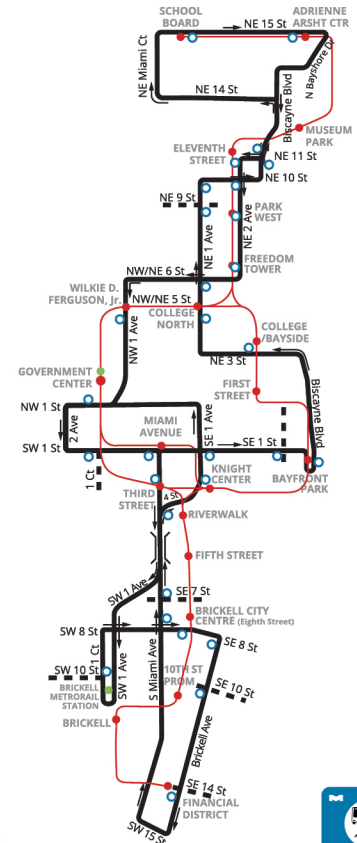 SCHOOL
BOARD
NE 15 St
ADRIENNE
ARSHT CTR
NE Miami Ct
NE 14 St
Biscayne Blvd
N Bayshore Dr
MUSEUM
PARK
ELEVENTH
STREET
NE 11 St
NE 10 St
NE 9 St
PARK
WEST
NE 1 Ave
NE 2 Ave
FREEDOM
TOWER
NW/NE 6 St
WILKIE D.
FERGUSON, Jr.
NW/NE 5 St
COLLEGE
NORTH
NW 1 Ave
COLLEGE
/BAYSIDE
NE 3 St
GOVERNMENT
CENTER
FIRST
STREET
Biscayne Blvd
NW 1 St
2 Ave
MIAMI
AVENUE
SE 1 Ave
SW 1 St
SE 1 St
1 Ct
KNIGHT
CENTER
BAYFRONT
PARK
THIRD
STREET
4 St
RIVERWALK
FIFTH STREET
SW 1 Ave
SE 7 St
BRICKELL CITY
CENTRE (Eighth Street)
SW 8 St
SE 8 St
1 Ct
SW 10 St
SW 1 Ave
S Miami Ave
10TH ST
PROM
SE 10 St
BRICKELL
METRORAIL
STATION
BRICKELL
Brickell Ave
SE 14 St
FINANCIAL
DISTRICT
SW 15 St